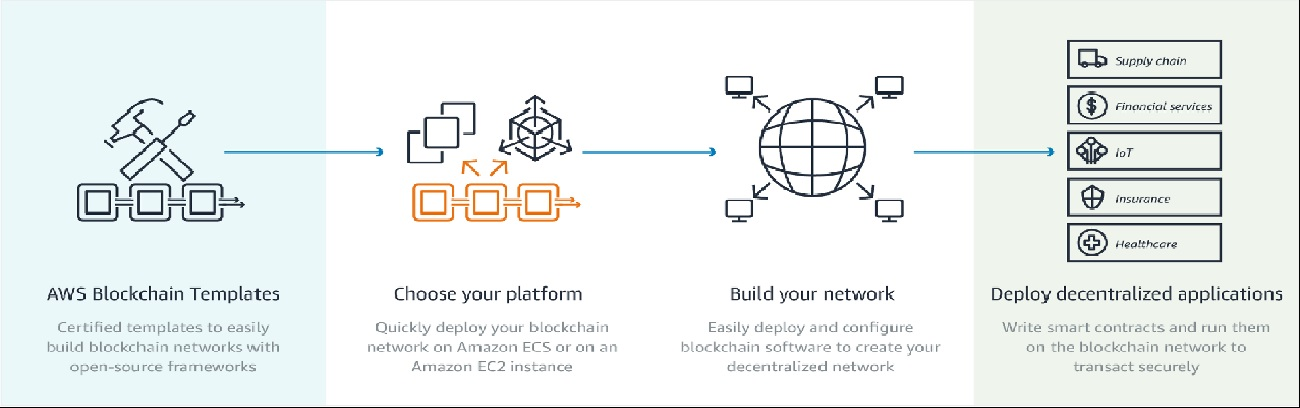 AWS Blockchain Templates
Certified templates to easily
build blockchain networks with
open-source frameworks
Choose your platform
Quickly deploy your blockchain
network on Amazon ECS or on an
Amazon EC2 instance
Build your network
Easily deploy and configure
blockchain software to create your
decentralized network
Supply chain
Financial services
IoT
Insurance
Healthcare
Deploy decentralized applications
Write smart contracts and run them
on the blockchain network to
transact securely